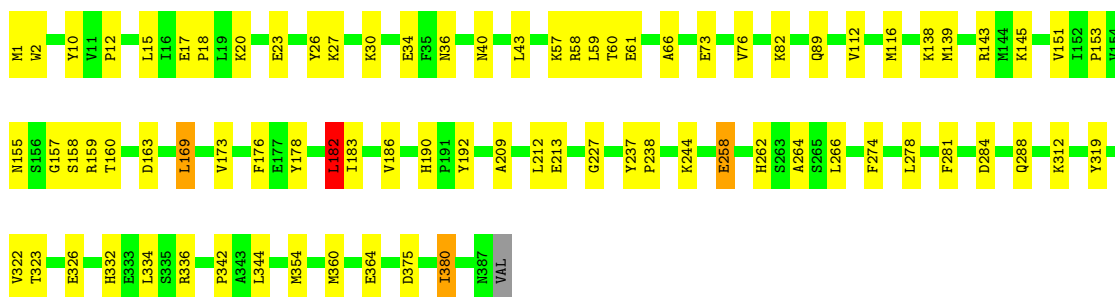 M1 W2 Y10 V11 P12 L15 I16 E17 P18 L19 K20 E23 Y26 K27 K30 E34 F35 N36 N40 L43 K57 R58 L59 T60 E61 A66 E73 V76 K82 Q89 V112 M116 K138 M139 R143 M144 K145 V151 I152 P153 V154
N155 S156 G157 S158 R159 T160 D163 L169 V173 F176 E177 Y178 L182 I183 V186 H190 P191 Y192 A209 L212 E213 G227 Y237 P238 K244 E258 H262 S263 A264 S265 L266 F274 L278 F281 D284 Q288 K312 Y319
V322 T323 E326 H332 E333 L334 S335 R336 P342 A343 L344 M354 M360 E364 D375 I380 N387 VAL